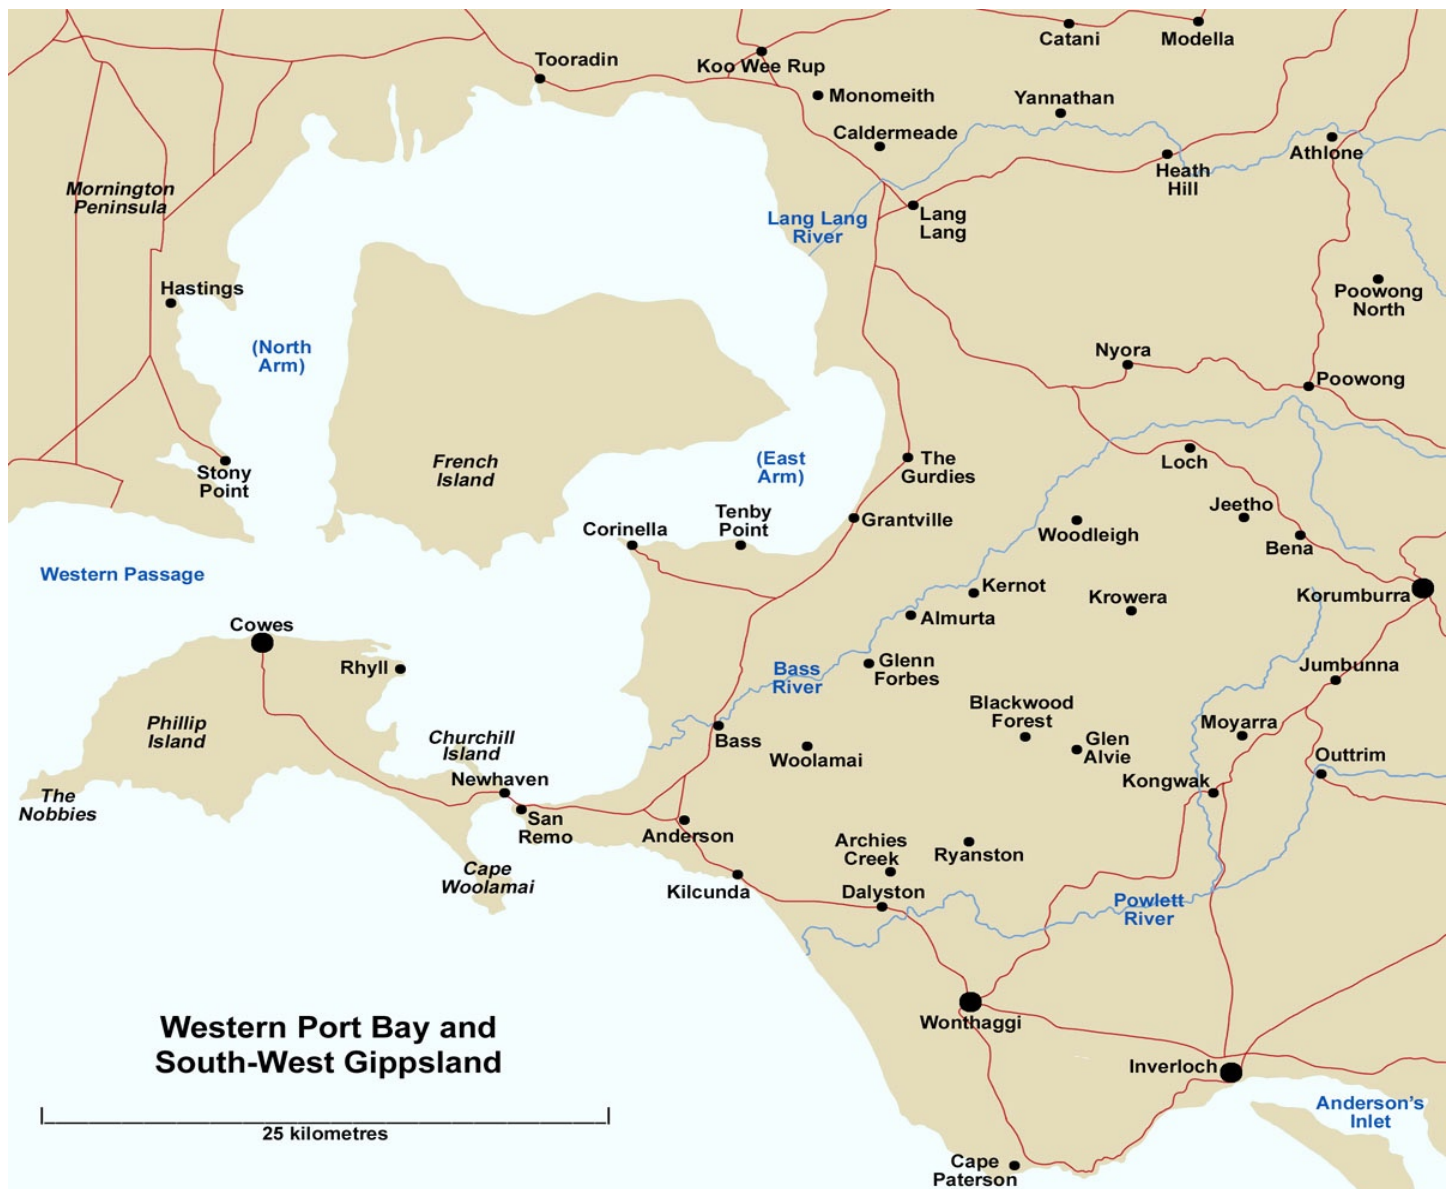 Catani
Modella
Tooradin
Koo Wee Rup
Monomeith
Yannathan
Caldermeade
Athlone
Heath
Hill
Mornington
Peninsula
Lang Lang
River
Lang
Lang
Hastings
Poowong
North
(North
Arm)
Nyora
Poowong
French
Island
(East
Arm)
The
Gurdies
Loch
Stony
Point
Corinella
Tenby
Point
Grantville
Jeetho
Woodleigh
Bena
Western Passage
Kernot
Krowera
Korumburra
Cowes
Almurta
Rhyll
Glenn
Forbes
Bass
River
Jumbunna
Phillip
Island
Churchill
Island
Blackwood
Forest
Moyarra
Bass
Woolamai
Glen
Alvie
Outtrim
Newhaven
Kongwak
The
Nobbies
San
Remo
Anderson
Archies
Creek
Ryanston
Cape
Woolamai
Kilcunda
Dalyston
Powlett
River
Wonthaggi
Western Port Bay and
South-West Gippsland
Inverloch
25 kilometres
Anderson's
Inlet
Cape
Paterson